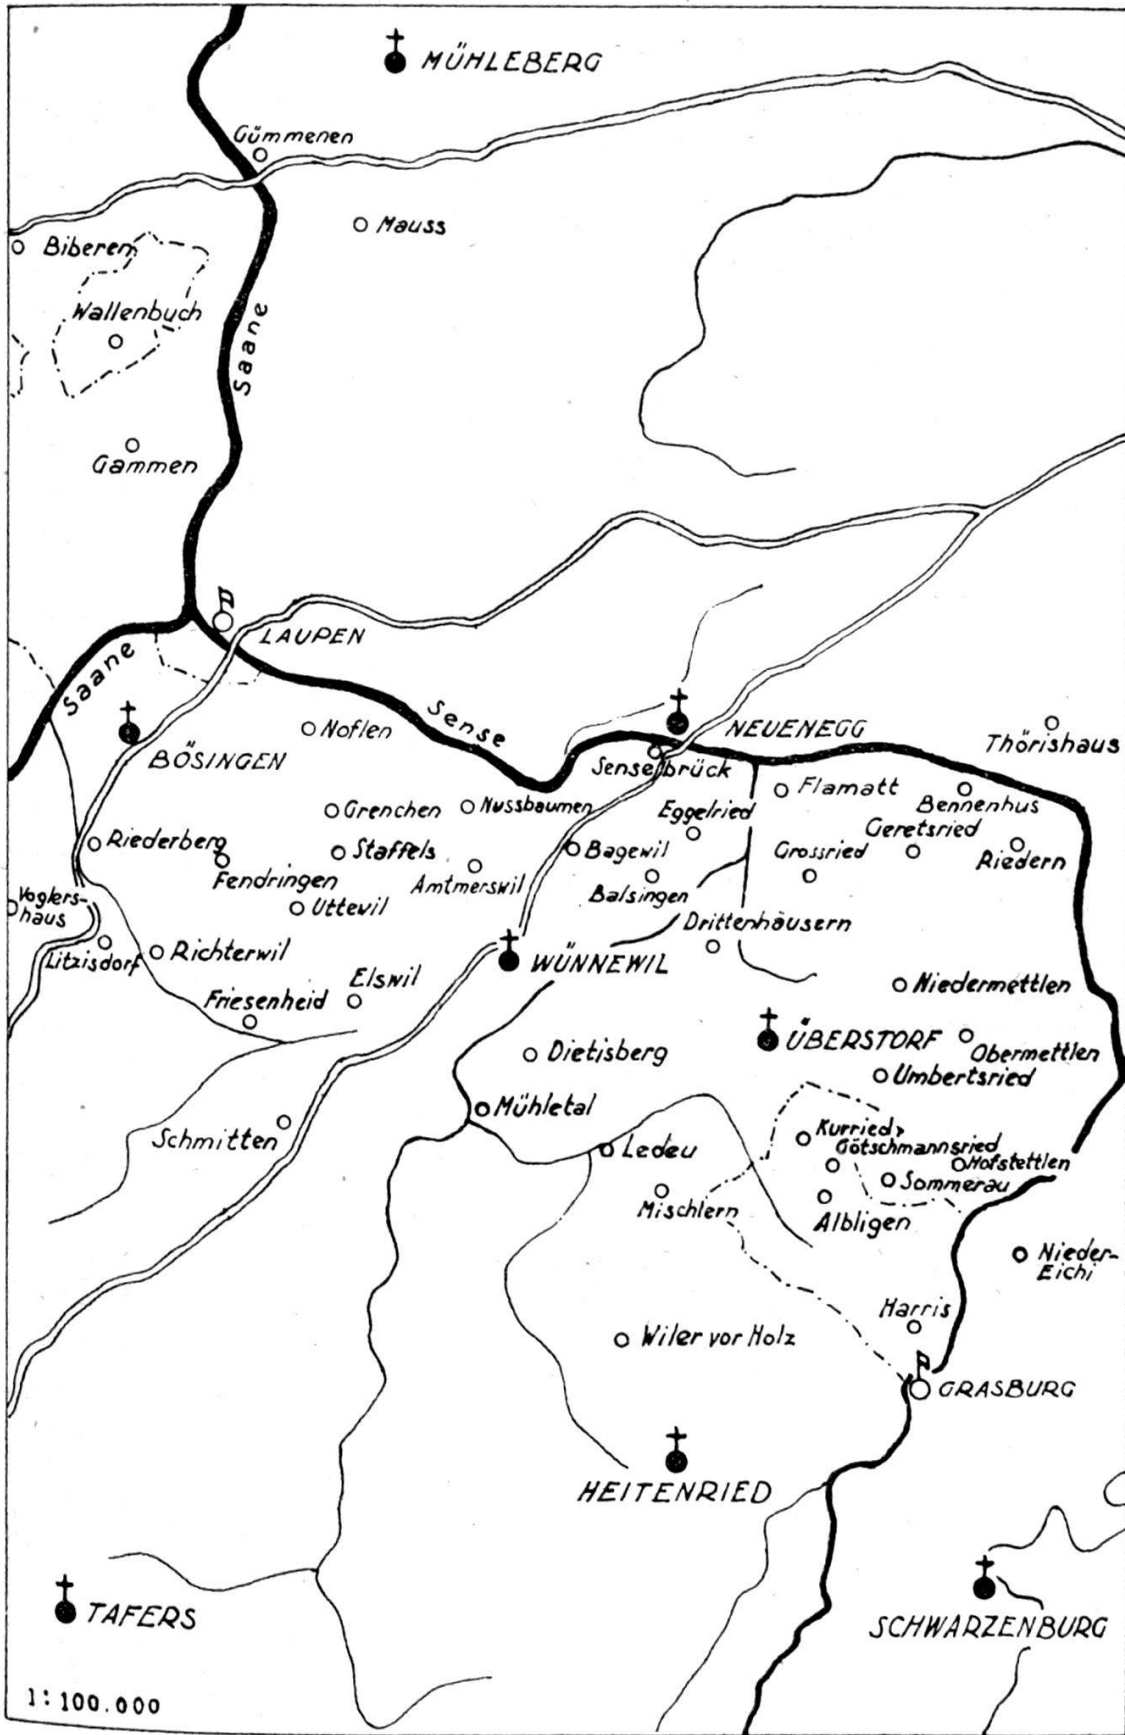 MÜHLEBERG
Gümmenen
Mauss
Biberen
Wallenbuch
Saane
Gammen
LAUPEN
Saane
Sense
Noflen
NEUENEGG
Thörishaus
BÖSINGEN
Sensebrück
Flamatt
Bennenhus
Grenchen
Nussbaumen
Eggelried
Geretsried
Riederberg
Staffels
Bagewil
Grossried
Riedern
Fendringen
Amtmerswil
Balsingen
Voglers-
haus
Uttewil
Drittenhäusern
Litzisdorf
Richterwil
WÜNNEWIL
Elswil
Niedermettlen
Friesenheid
ÜBERSTORF
Obermettlen
Dietisberg
Umbertsried
Mühletal
Schmitten
Kurried
Ledeu
Götschmannsried
Hofstettlen
Sommerau
Mischlern
Albligen
Nieder-
Eichi
Harris
Wiler vor Holz
GRASBURG
HEITENRIED
TAFERS
SCHWARZENBURG
1:100.000